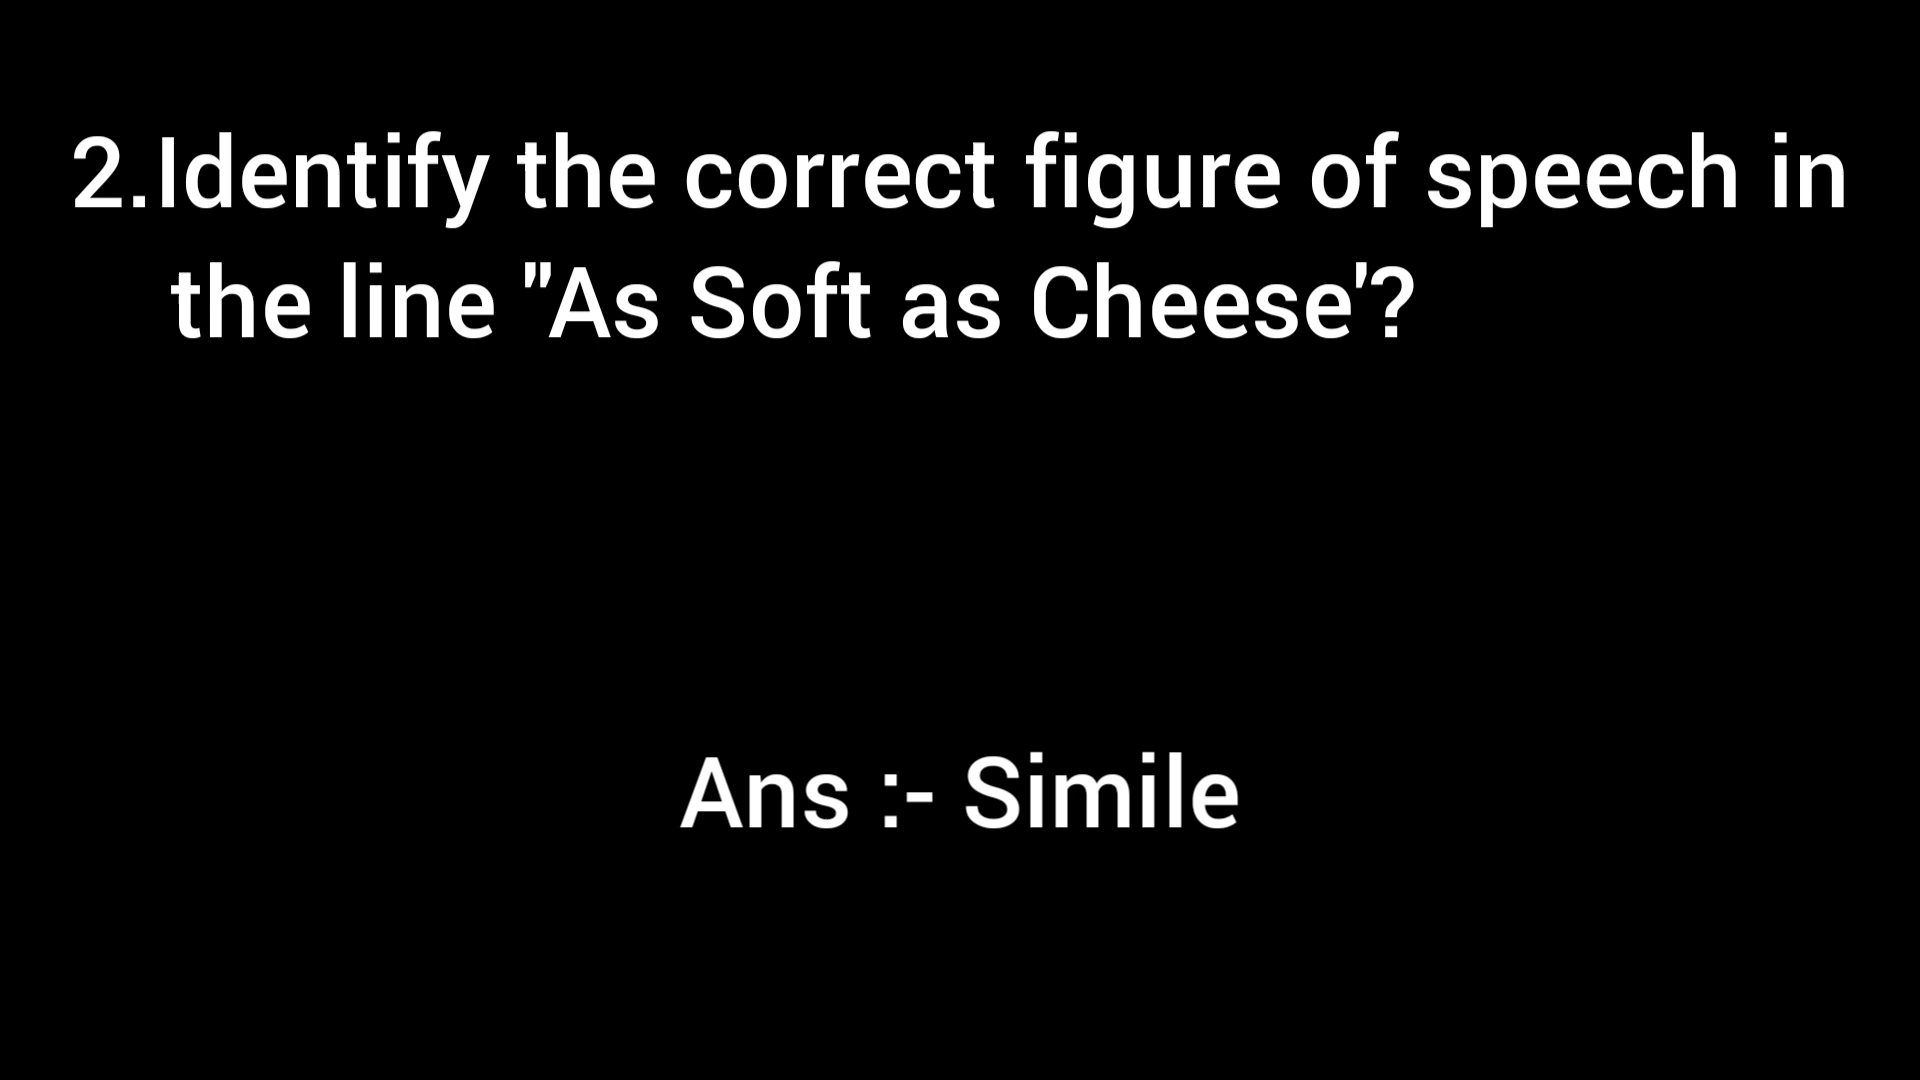 2.Identify the correct figure of speech in
the line "As Soft as Cheese'?
Ans :- Simile